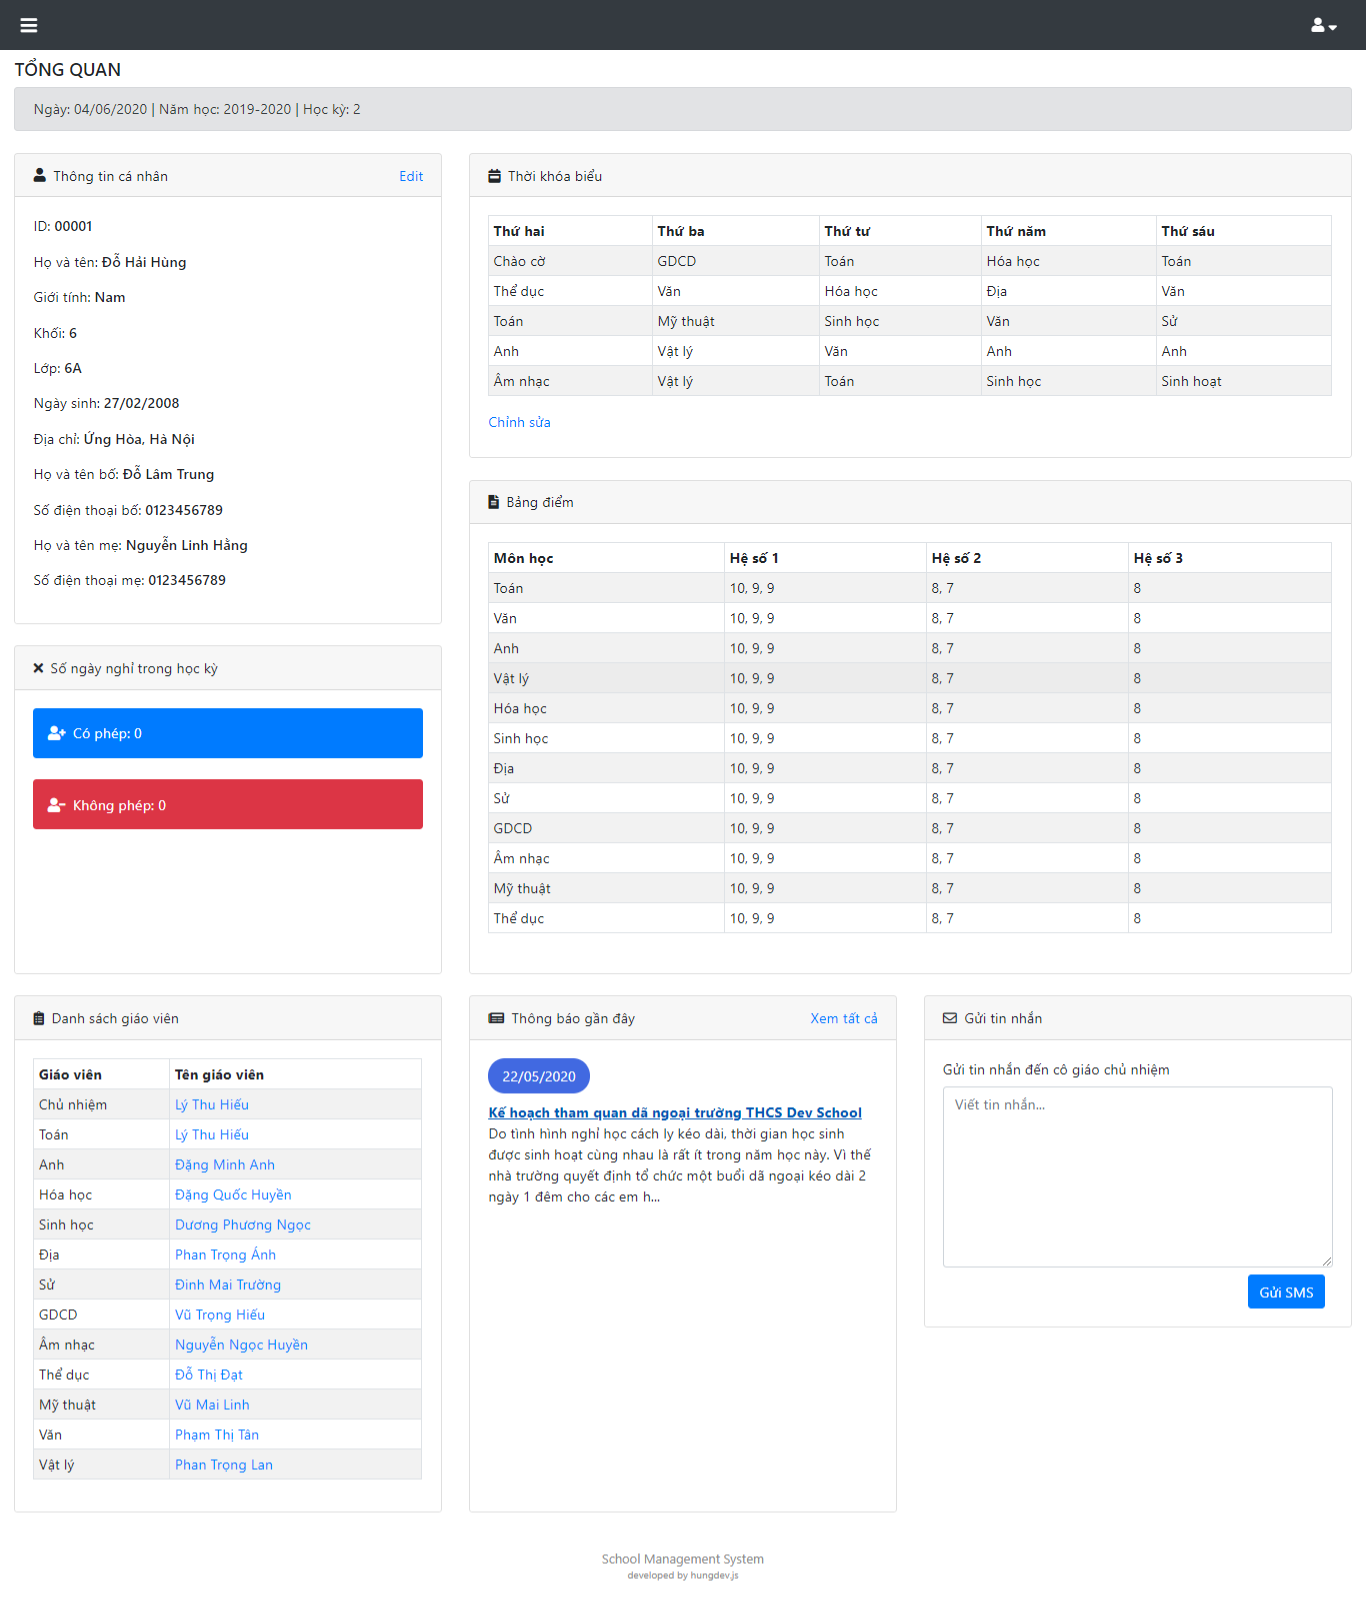 TỔNG QUAN
Ngày: 04/06/2020 | Năm học: 2019-2020 | Học kỳ: 2
Thông tin cá nhân Edit
ID: 00001
Họ và tên: Đỗ Hải Hùng
Giới tính: Nam
Khối: 6
Lớp: 6A
Ngày sinh: 27/02/2008
Địa chỉ: Ứng Hòa, Hà Nội
Họ và tên bố: Đỗ Lâm Trung
Số điện thoại bố: 0123456789
Họ và tên mẹ: Nguyễn Linh Hằng
Số điện thoại mẹ: 0123456789
Thời khóa biểu
Thứ hai Thứ ba Thứ tư Thứ năm Thứ sáu
Chào cờ GDCD Toán Hóa học Toán
Thể dục Văn Hóa học Địa Văn
Toán Mỹ thuật Sinh học Văn Sử
Anh Vật lý Văn Anh Anh
Âm nhạc Vật lý Toán Sinh học Sinh hoạt
Chỉnh sửa
Số ngày nghỉ trong học kỳ
Có phép: 0
Không phép: 0
Bảng điểm
Môn học Hệ số 1 Hệ số 2 Hệ số 3
Toán 10, 9, 9 8, 7 8
Văn 10, 9, 9 8, 7 8
Anh 10, 9, 9 8, 7 8
Vật lý 10, 9, 9 8, 7 8
Hóa học 10, 9, 9 8, 7 8
Sinh học 10, 9, 9 8, 7 8
Địa 10, 9, 9 8, 7 8
Sử 10, 9, 9 8, 7 8
GDCD 10, 9, 9 8, 7 8
Âm nhạc 10, 9, 9 8, 7 8
Mỹ thuật 10, 9, 9 8, 7 8
Thể dục 10, 9, 9 8, 7 8
Danh sách giáo viên
Giáo viên Tên giáo viên
Chủ nhiệm Lý Thu Hiếu
Toán Lý Thu Hiếu
Anh Đặng Minh Anh
Hóa học Đặng Quốc Huyền
Sinh học Dương Phương Ngọc
Địa Phan Trọng Ánh
Sử Đinh Mai Trường
GDCD Vũ Trọng Hiếu
Âm nhạc Nguyễn Ngọc Huyền
Thể dục Đỗ Thị Đạt
Mỹ thuật Vũ Mai Linh
Văn Phạm Thị Tân
Vật lý Phan Trọng Lan
Thông báo gần đây Xem tất cả
22/05/2020
Kế hoạch tham quan dã ngoại trường THCS Dev School
Do tình hình nghỉ học cách ly kéo dài, thời gian học sinh
được sinh hoạt cùng nhau là rất ít trong năm học này. Vì thế
nhà trường quyết định tổ chức một buổi dã ngoại kéo dài 2
ngày 1 đêm cho các em h...
Gửi tin nhắn
Gửi tin nhắn đến cô giáo chủ nhiệm
Viết tin nhắn...
Gửi SMS
School Management System
developed by hungdev.js